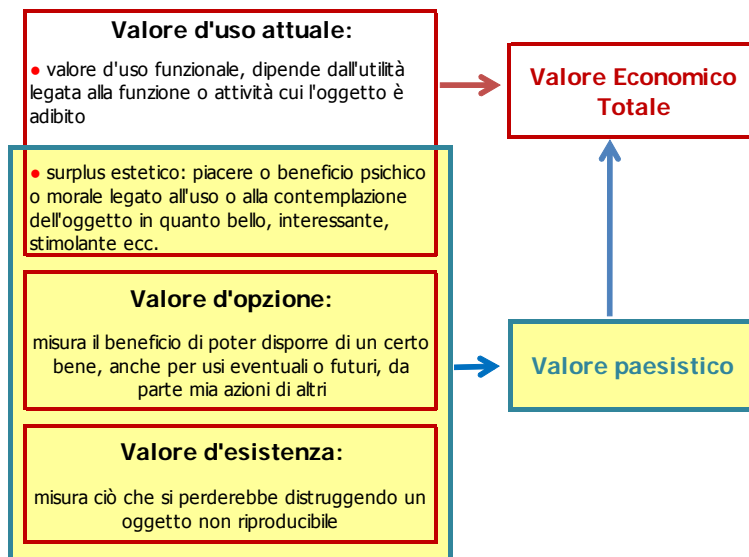 Valore d'uso attuale:
● valore d'uso funzionale, dipende dall'utilità
legata alla funzione o attività cui l'oggetto è
adibito
● surplus estetico: piacere o beneficio psichico
o morale legato all'uso o alla contemplazione
dell'oggetto in quanto bello, interessante,
stimolante ecc.
Valore d'opzione:
misura il beneficio di poter disporre di un certo
bene, anche per usi eventuali o futuri, da
parte mia azioni di altri
Valore d'esistenza:
misura ciò che si perderebbe distruggendo un
oggetto non riproducibile
Valore Economico
Totale
Valore paesistico